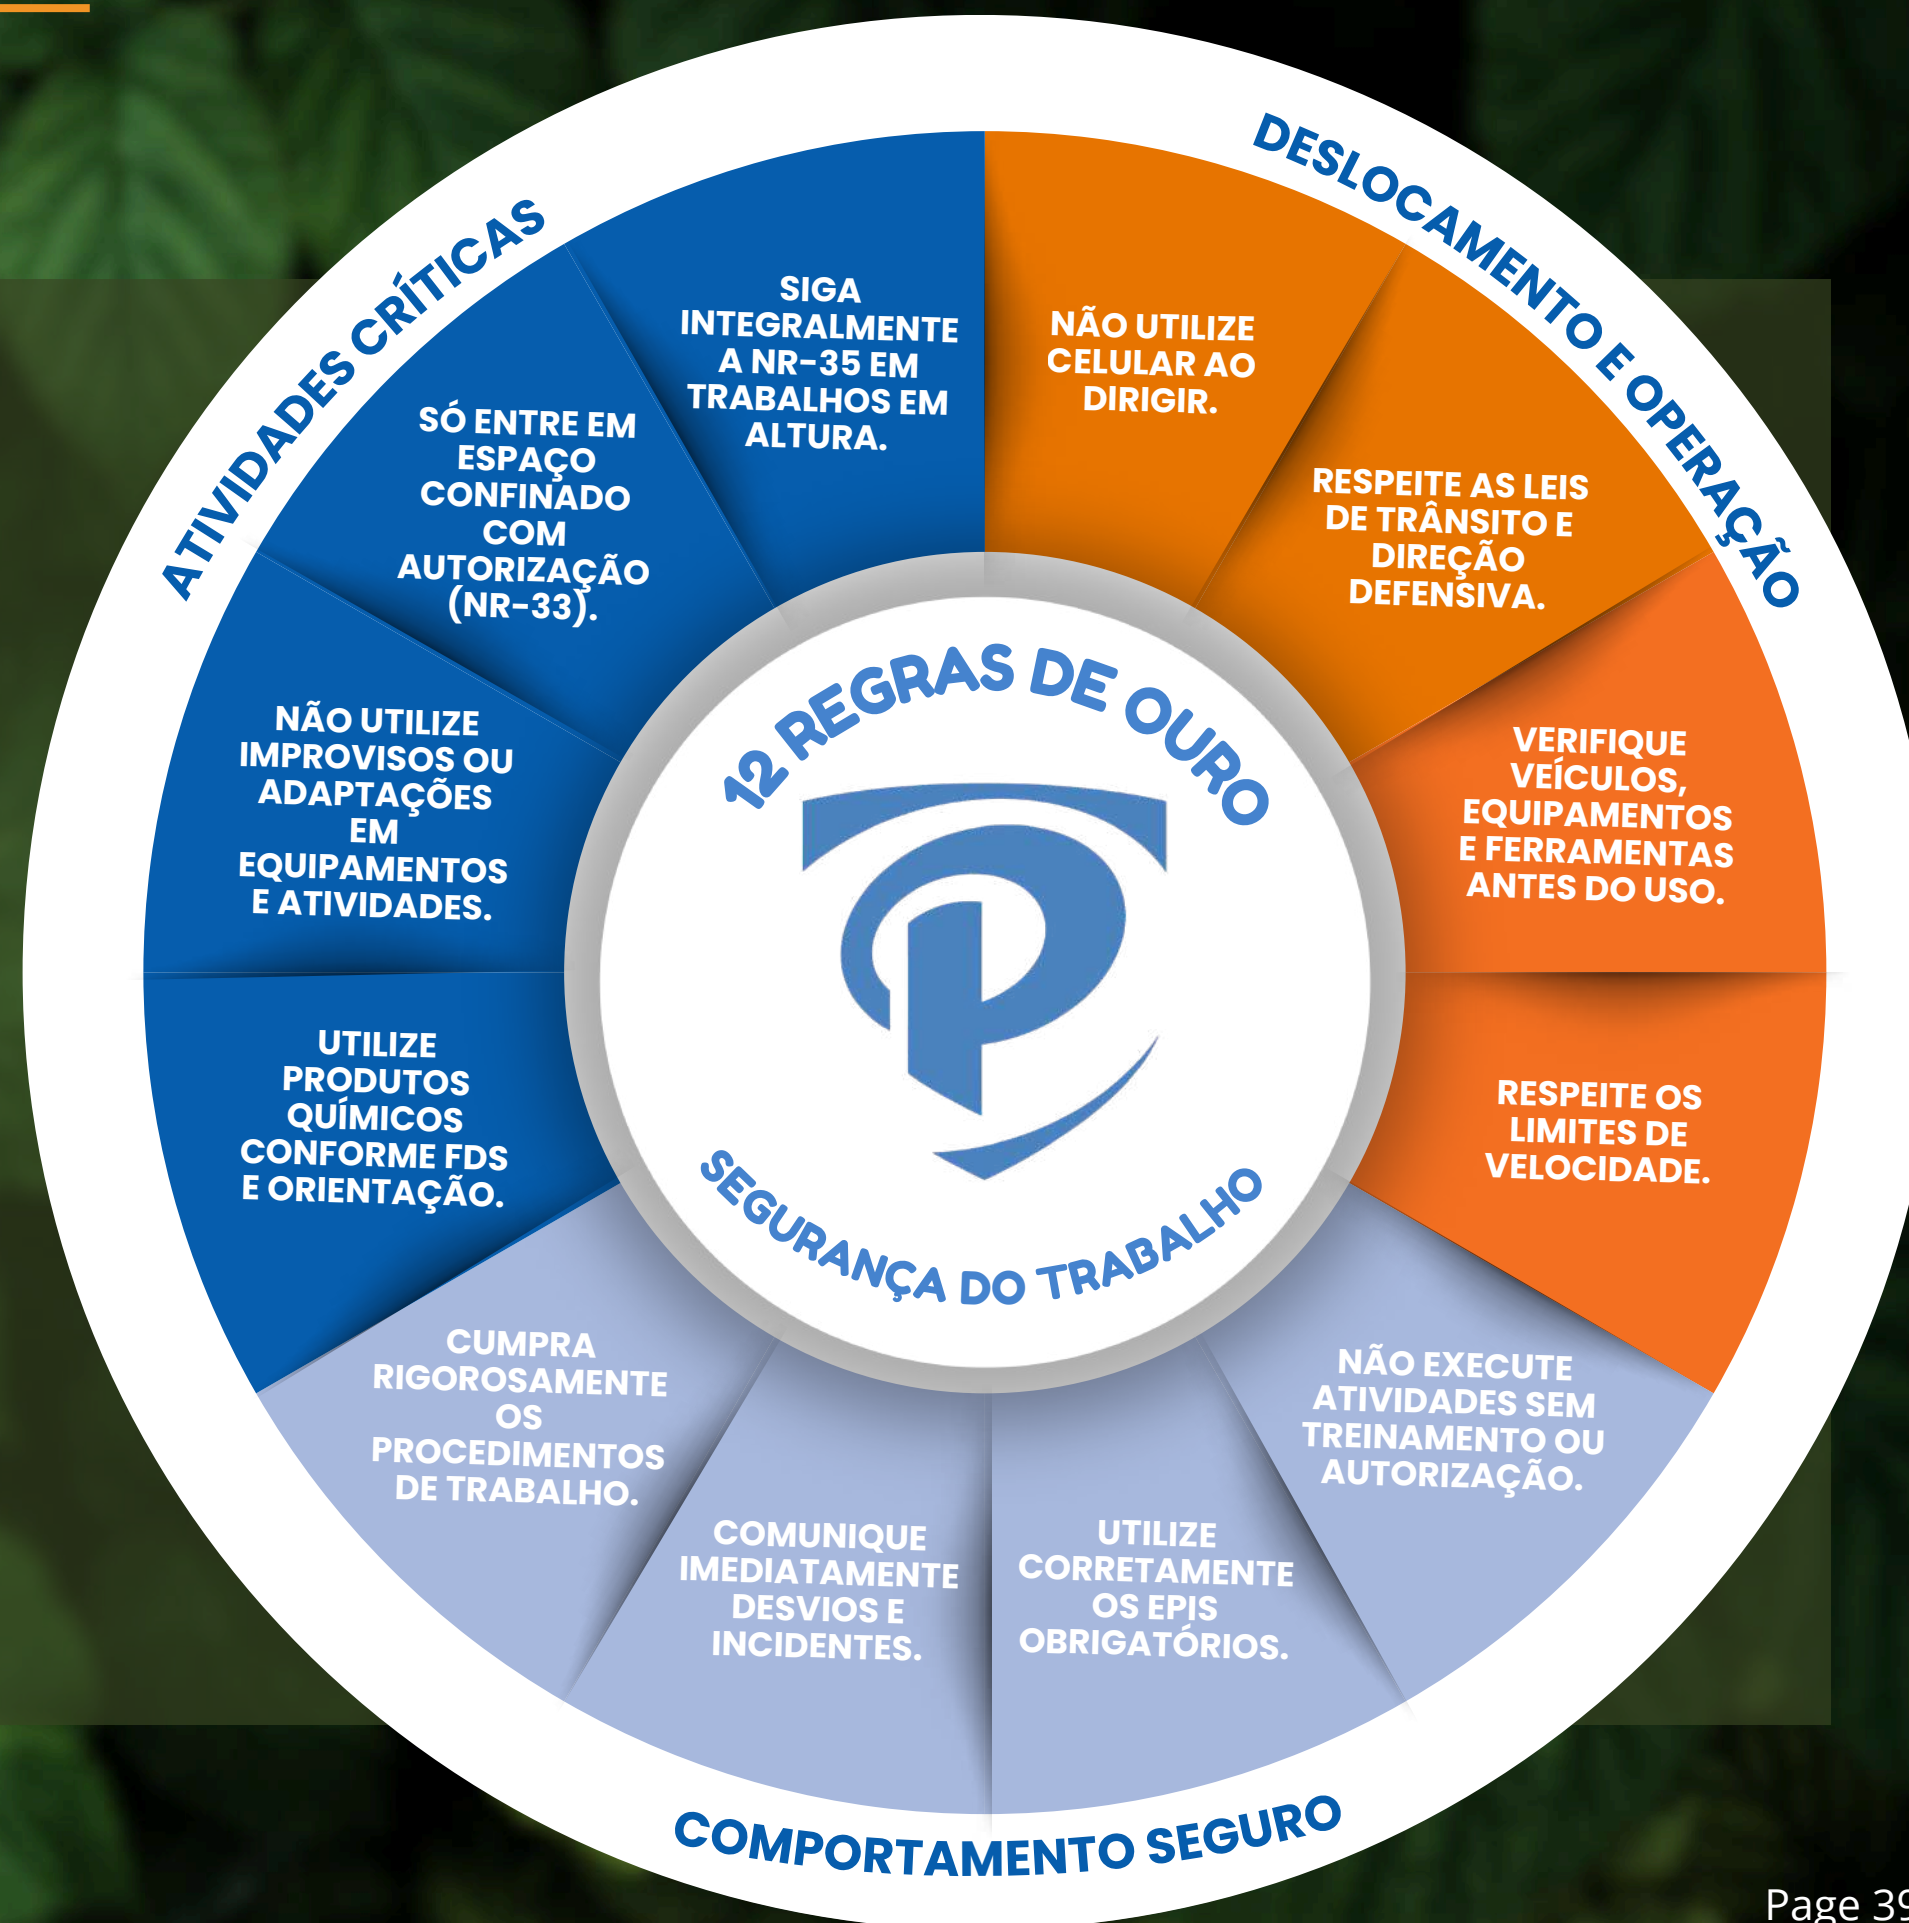 ATIVIDADES CRÍTICAS
DESLOCAMENTO E OPERAÇÃO
SIGA
INTEGRALMENTE
A NR-35 EM
TRABALHOS EM
ALTURA.
NÃO UTILIZE
CELULAR AO
DIRIGIR.
RESPEITE AS LEIS
DE TRÂNSITO E
DIREÇÃO
DEFENSIVA.
VERIFIQUE
VEÍCULOS,
EQUIPAMENTOS
E FERRAMENTAS
ANTES DO USO.
RESPEITE OS
LIMITES DE
VELOCIDADE.
NÃO EXECUTE
ATIVIDADES SEM
TREINAMENTO OU
AUTORIZAÇÃO.
UTILIZE
CORRETAMENTE
OS EPIS
OBRIGATÓRIOS.
COMUNIQUE
IMEDIATAMENTE
DESVIOS E
INCIDENTES.
CUMPRA
RIGOROSAMENTE
OS
PROCEDIMENTOS
DE TRABALHO.
UTILIZE
PRODUTOS
QUÍMICOS
CONFORME FDS
E ORIENTAÇÃO.
NÃO UTILIZE
IMPROVISOS OU
ADAPTAÇÕES
EM
EQUIPAMENTOS
E ATIVIDADES.
SÓ ENTRE EM
ESPAÇO
CONFINADO
COM
AUTORIZAÇÃO
(NR-33).
12 REGRAS DE OURO
SEGURANÇA DO TRABALHO
COMPORTAMENTO SEGURO
Page 39